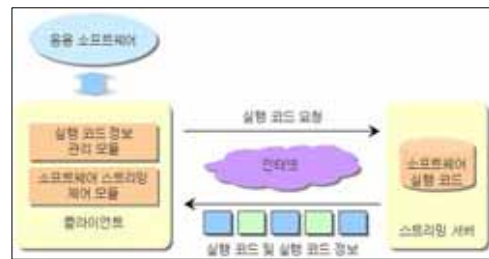 응용 소프트웨어
실행 코드 정보
관리 모듈
소프트웨어 스트리밍
제어 모듈
클라이언트
실행 코드 요청
인터넷
실행 코드 및 실행 코드 정보
소프트웨어
실행 코드
스트리밍 서버